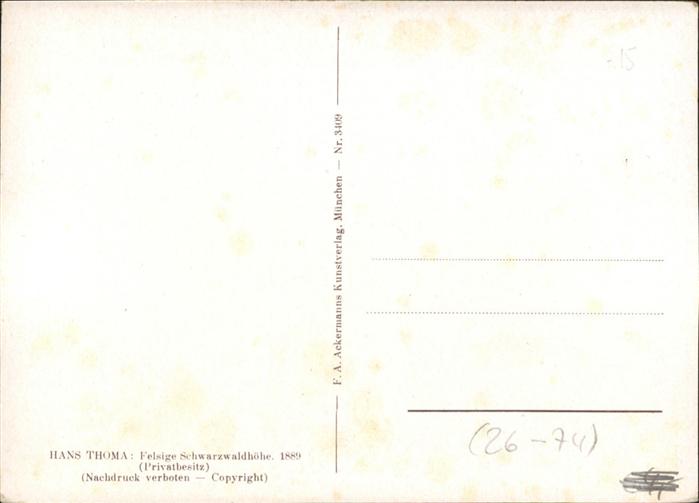 -.15
F. A. Ackermanns Kunstverlag, München — Nr. 3409
(26-74)
HANS THOMA: Felsige Schwarzwaldhöhe. 1889
(Privatbesitz)
(Nachdruck verboten — Copyright)